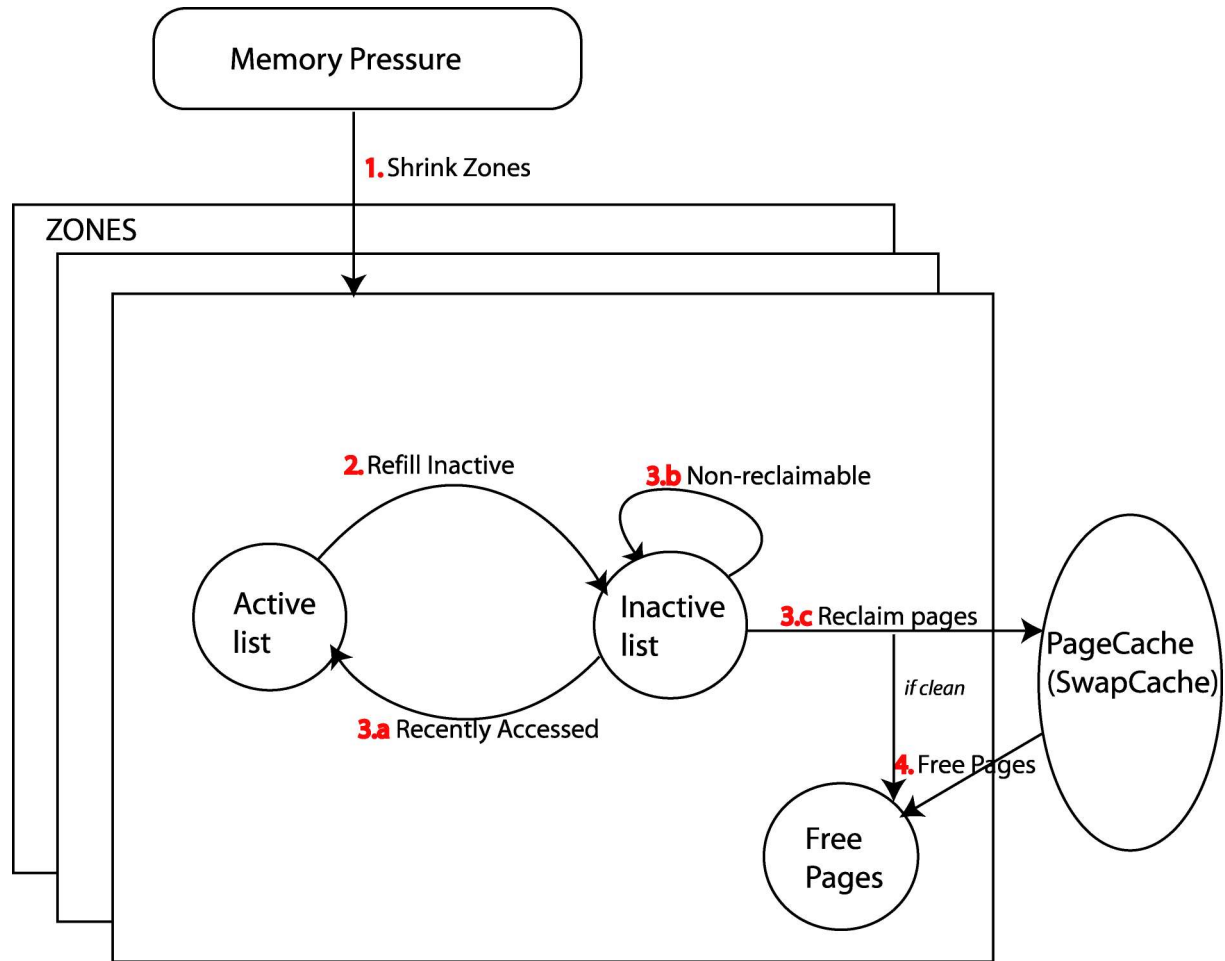 Memory Pressure
1. Shrink Zones
ZONES
2. Refill Inactive
3.b Non-reclaimable
Active
list
Inactive
list
3.c Reclaim pages
PageCache
(SwapCache)
if clean
3.a Recently Accessed
4. Free Pages
Free
Pages